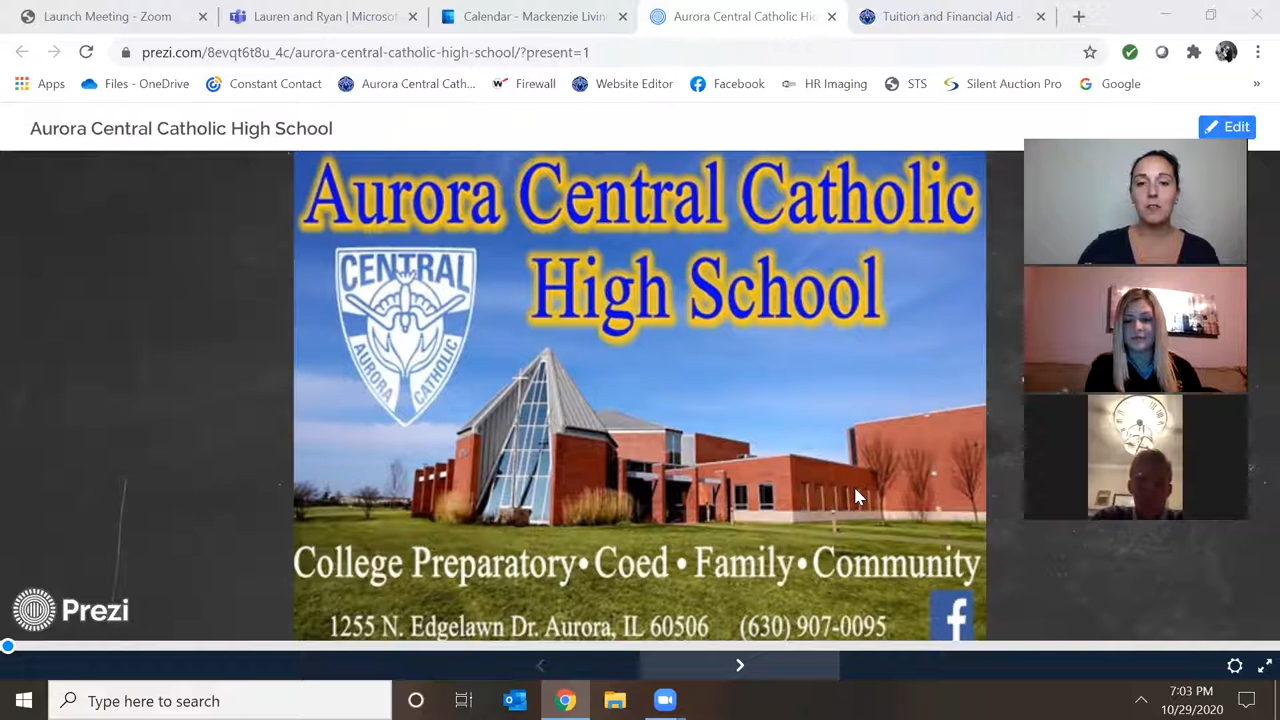 Launch Meeting - Zoom
Lauren and Ryan | Microsof
Calendar - Mackenzie Livin
Aurora Central Catholic Hig
Tuition and Financial Aid -
prezi.com/8evqt6t8u_4c/aurora-central-catholic-high-school/?present=1
Apps
Files - OneDrive
Constant Contact
Aurora Central Cath...
Firewall
Website Editor
Facebook
HR Imaging
STS
Silent Auction Pro
Google
»
Aurora Central Catholic High School
Edit
Aurora Central Catholic
High School
CENTRAL
AURORA CATHOLIC
College Preparatory•Coed • Family•Community
1255 N. Edgelawn Dr. Aurora, IL 60506 (630) 907-0095
f
Prezi
Type here to search
7:03 PM
10/29/2020